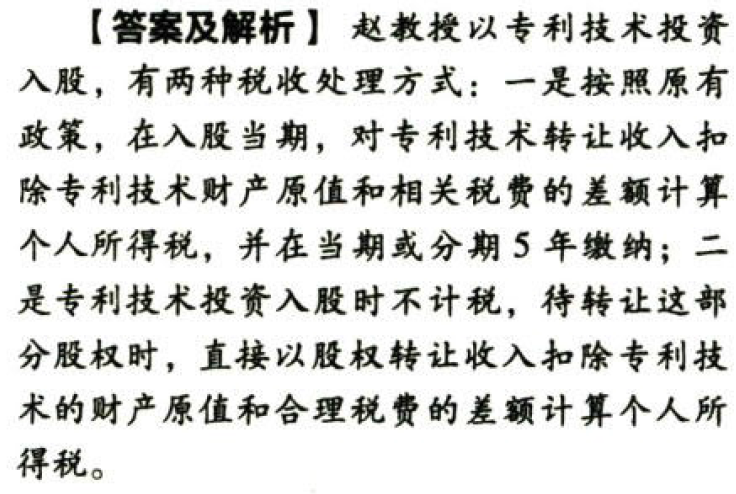 【答案及解析】 赵教授以专利技术投资
入股，有两种税收处理方式：一是按照原有
政策，在入股当期，对专利技术转让收入扣
除专利技术财产原值和相关税费的差额计算
个人所得税，并在当期或分期 5 年缴纳；二
是专利技术投资入股时不计税，待转让这部
分股权时，直接以股权转让收入扣除专利技
术的财产原值和合理税费的差额计算个人所
得税。